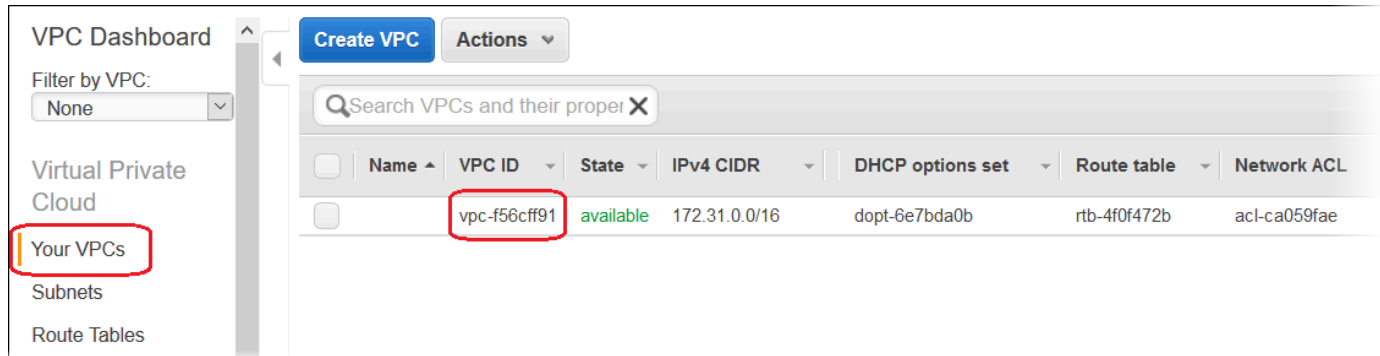 VPC Dashboard
Filter by VPC:
None
Virtual Private
Cloud
Your VPCs
Subnets
Route Tables
Create VPC Actions
Search VPCs and their proper
Name VPC ID State IPv4 CIDR DHCP options set Route table Network ACL
vpc-f56cff91 available 172.31.0.0/16 dopt-6e7bda0b rtb-4f0f472b acl-ca059fae